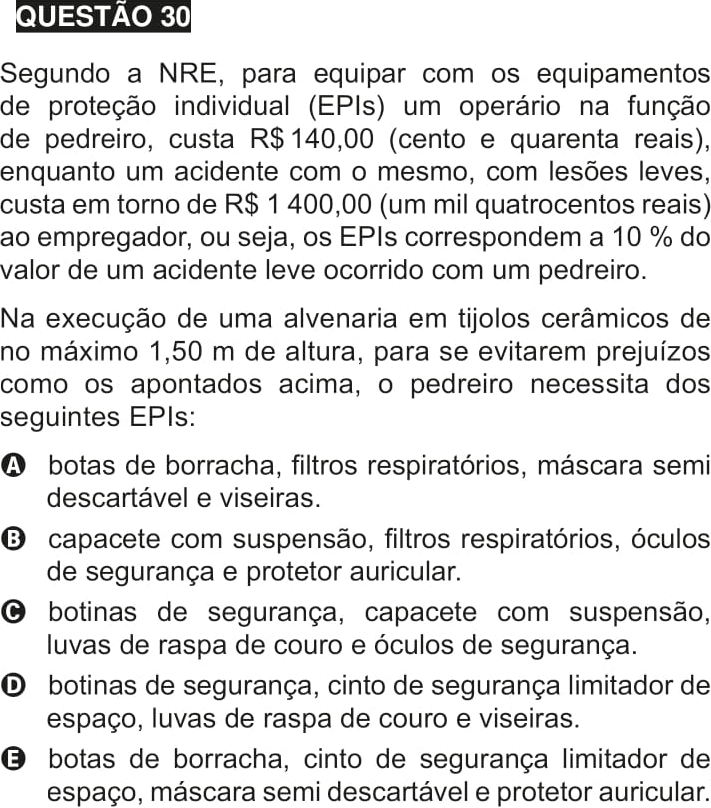 QUESTÃO 30
Segundo a NRE, para equipar com os equipamentos
de proteção individual (EPIs) um operário na função
de pedreiro, custa R$ 140,00 (cento e quarenta reais),
enquanto um acidente com o mesmo, com lesões leves,
custa em torno de R$ 1 400,00 (um mil quatrocentos reais)
ao empregador, ou seja, os EPIs correspondem a 10 % do
valor de um acidente leve ocorrido com um pedreiro.
Na execução de uma alvenaria em tijolos cerâmicos de
no máximo 1,50 m de altura, para se evitarem prejuízos
como os apontados acima, o pedreiro necessita dos
seguintes EPIs:
A botas de borracha, filtros respiratórios, máscara semi
descartável e viseiras.
B capacete com suspensão, filtros respiratórios, óculos
de segurança e protetor auricular.
C botinas de segurança, capacete com suspensão,
luvas de raspa de couro e óculos de segurança.
D botinas de segurança, cinto de segurança limitador de
espaço, luvas de raspa de couro e viseiras.
E botas de borracha, cinto de segurança limitador de
espaço, máscara semi descartável e protetor auricular.